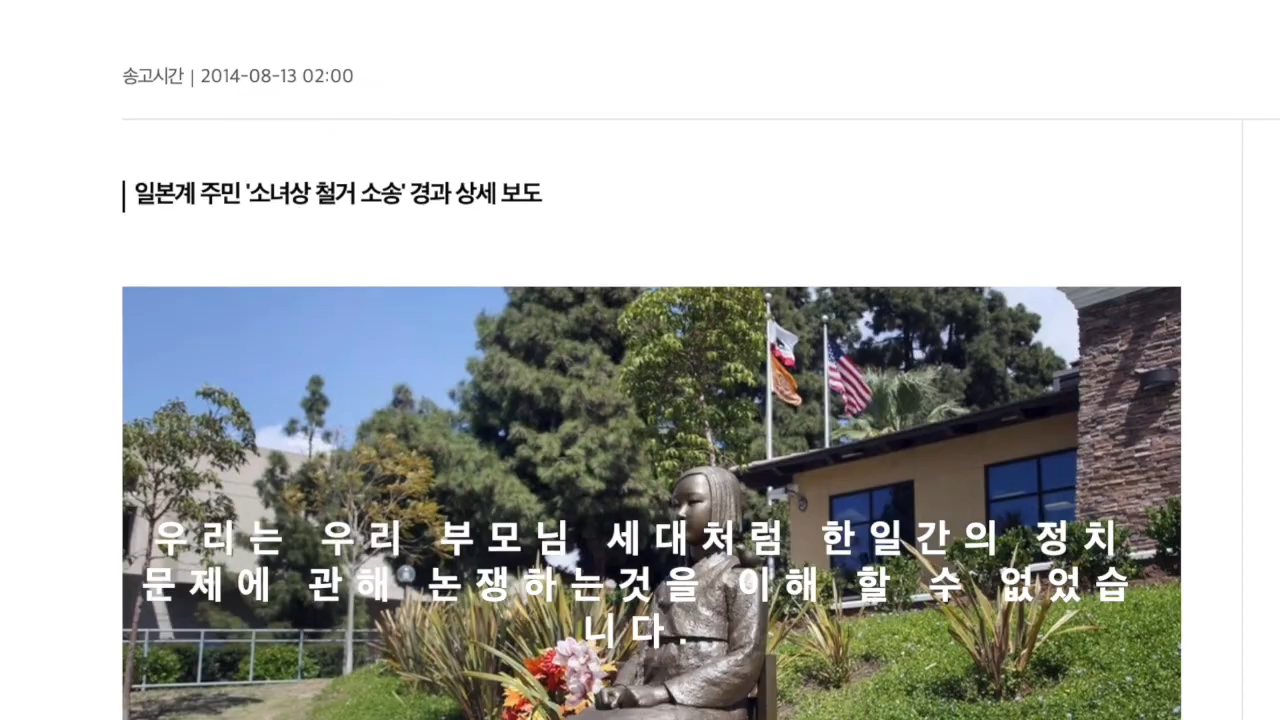 송고시간 | 2014-08-13 02:00
일본계 주민 '소녀상 철거 소송' 경과 상세 보도
우리는 우리 부모님 세대처럼 한일간의 정치
문제에 관해 논쟁하는것을 이해 할 수 없었습
니다.